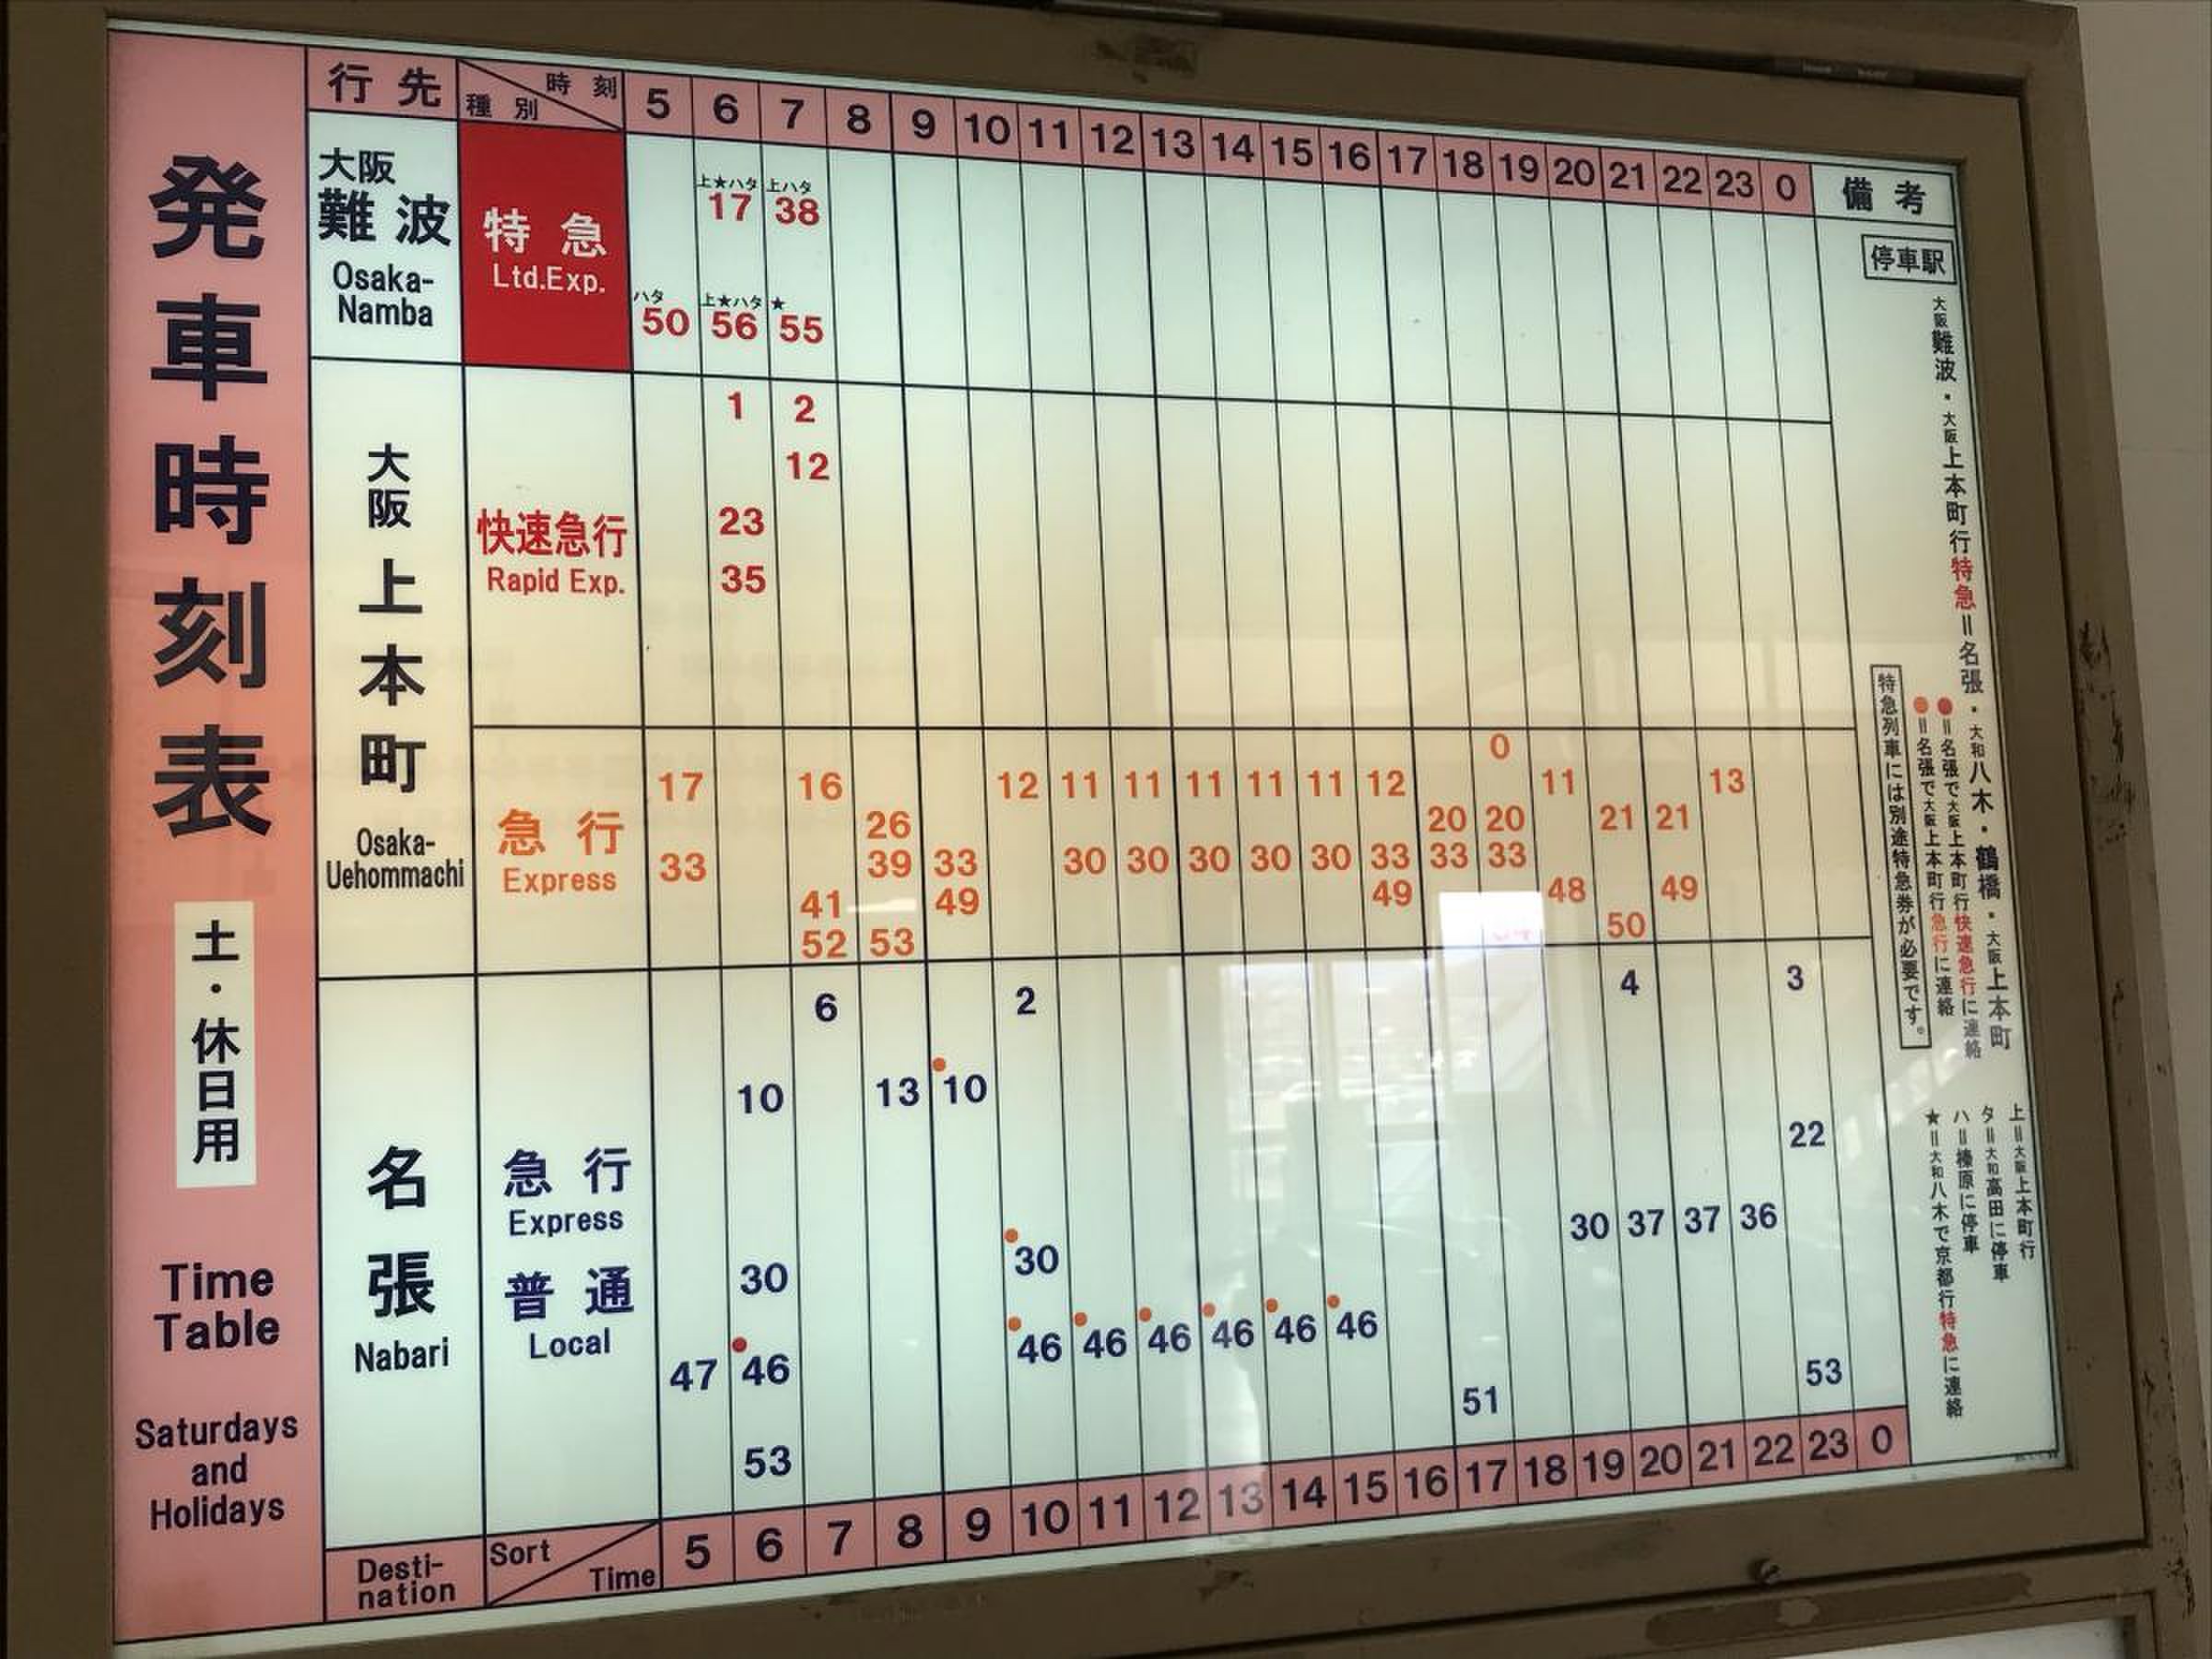 発車時刻表
土・休日用
Time
Table
Saturdays
and
Holidays
行先 種別 時刻 5 6 7 8 9 10 11 12 13 14 15 16 17 18 19 20 21 22 23 0 備考
大阪
難波
Osaka-
Namba
特急
Ltd.Exp.
上★ハタ 上ハタ
17 38
ハタ 上★ハタ ★
50 56 55
大阪
上本町
Osaka-
Uehommachi
快速急行
Rapid Exp.
1 2
12
23
35
急行
Express
0
17 16 12 11 11 11 11 11 12 11 13
26 20 20 21 21
33 39 33 30 30 30 30 30 33 33 33
41 49 49 48 49
52 53 50
名張
Nabari
急行
Express
普通
Local
6 2 4 3
10 13 10
22
30 30 30 37 37 36
47 46 46 46 46 46 46 46
53 51 53
Desti-
nation
Sort Time 5 6 7 8 9 10 11 12 13 14 15 16 17 18 19 20 21 22 23 0
停車駅
大阪難波・大阪上本町行特急=名張・大和八木・鶴橋・大阪上本町
●=名張で大阪上本町行快速急行に連絡
●=名張で大阪上本町行急行に連絡
特急列車には別途特急券が必要です。
上=大阪上本町行
タ=大和高田に停車
ハ=榛原に停車
★=大和八木で京都行特急に連絡